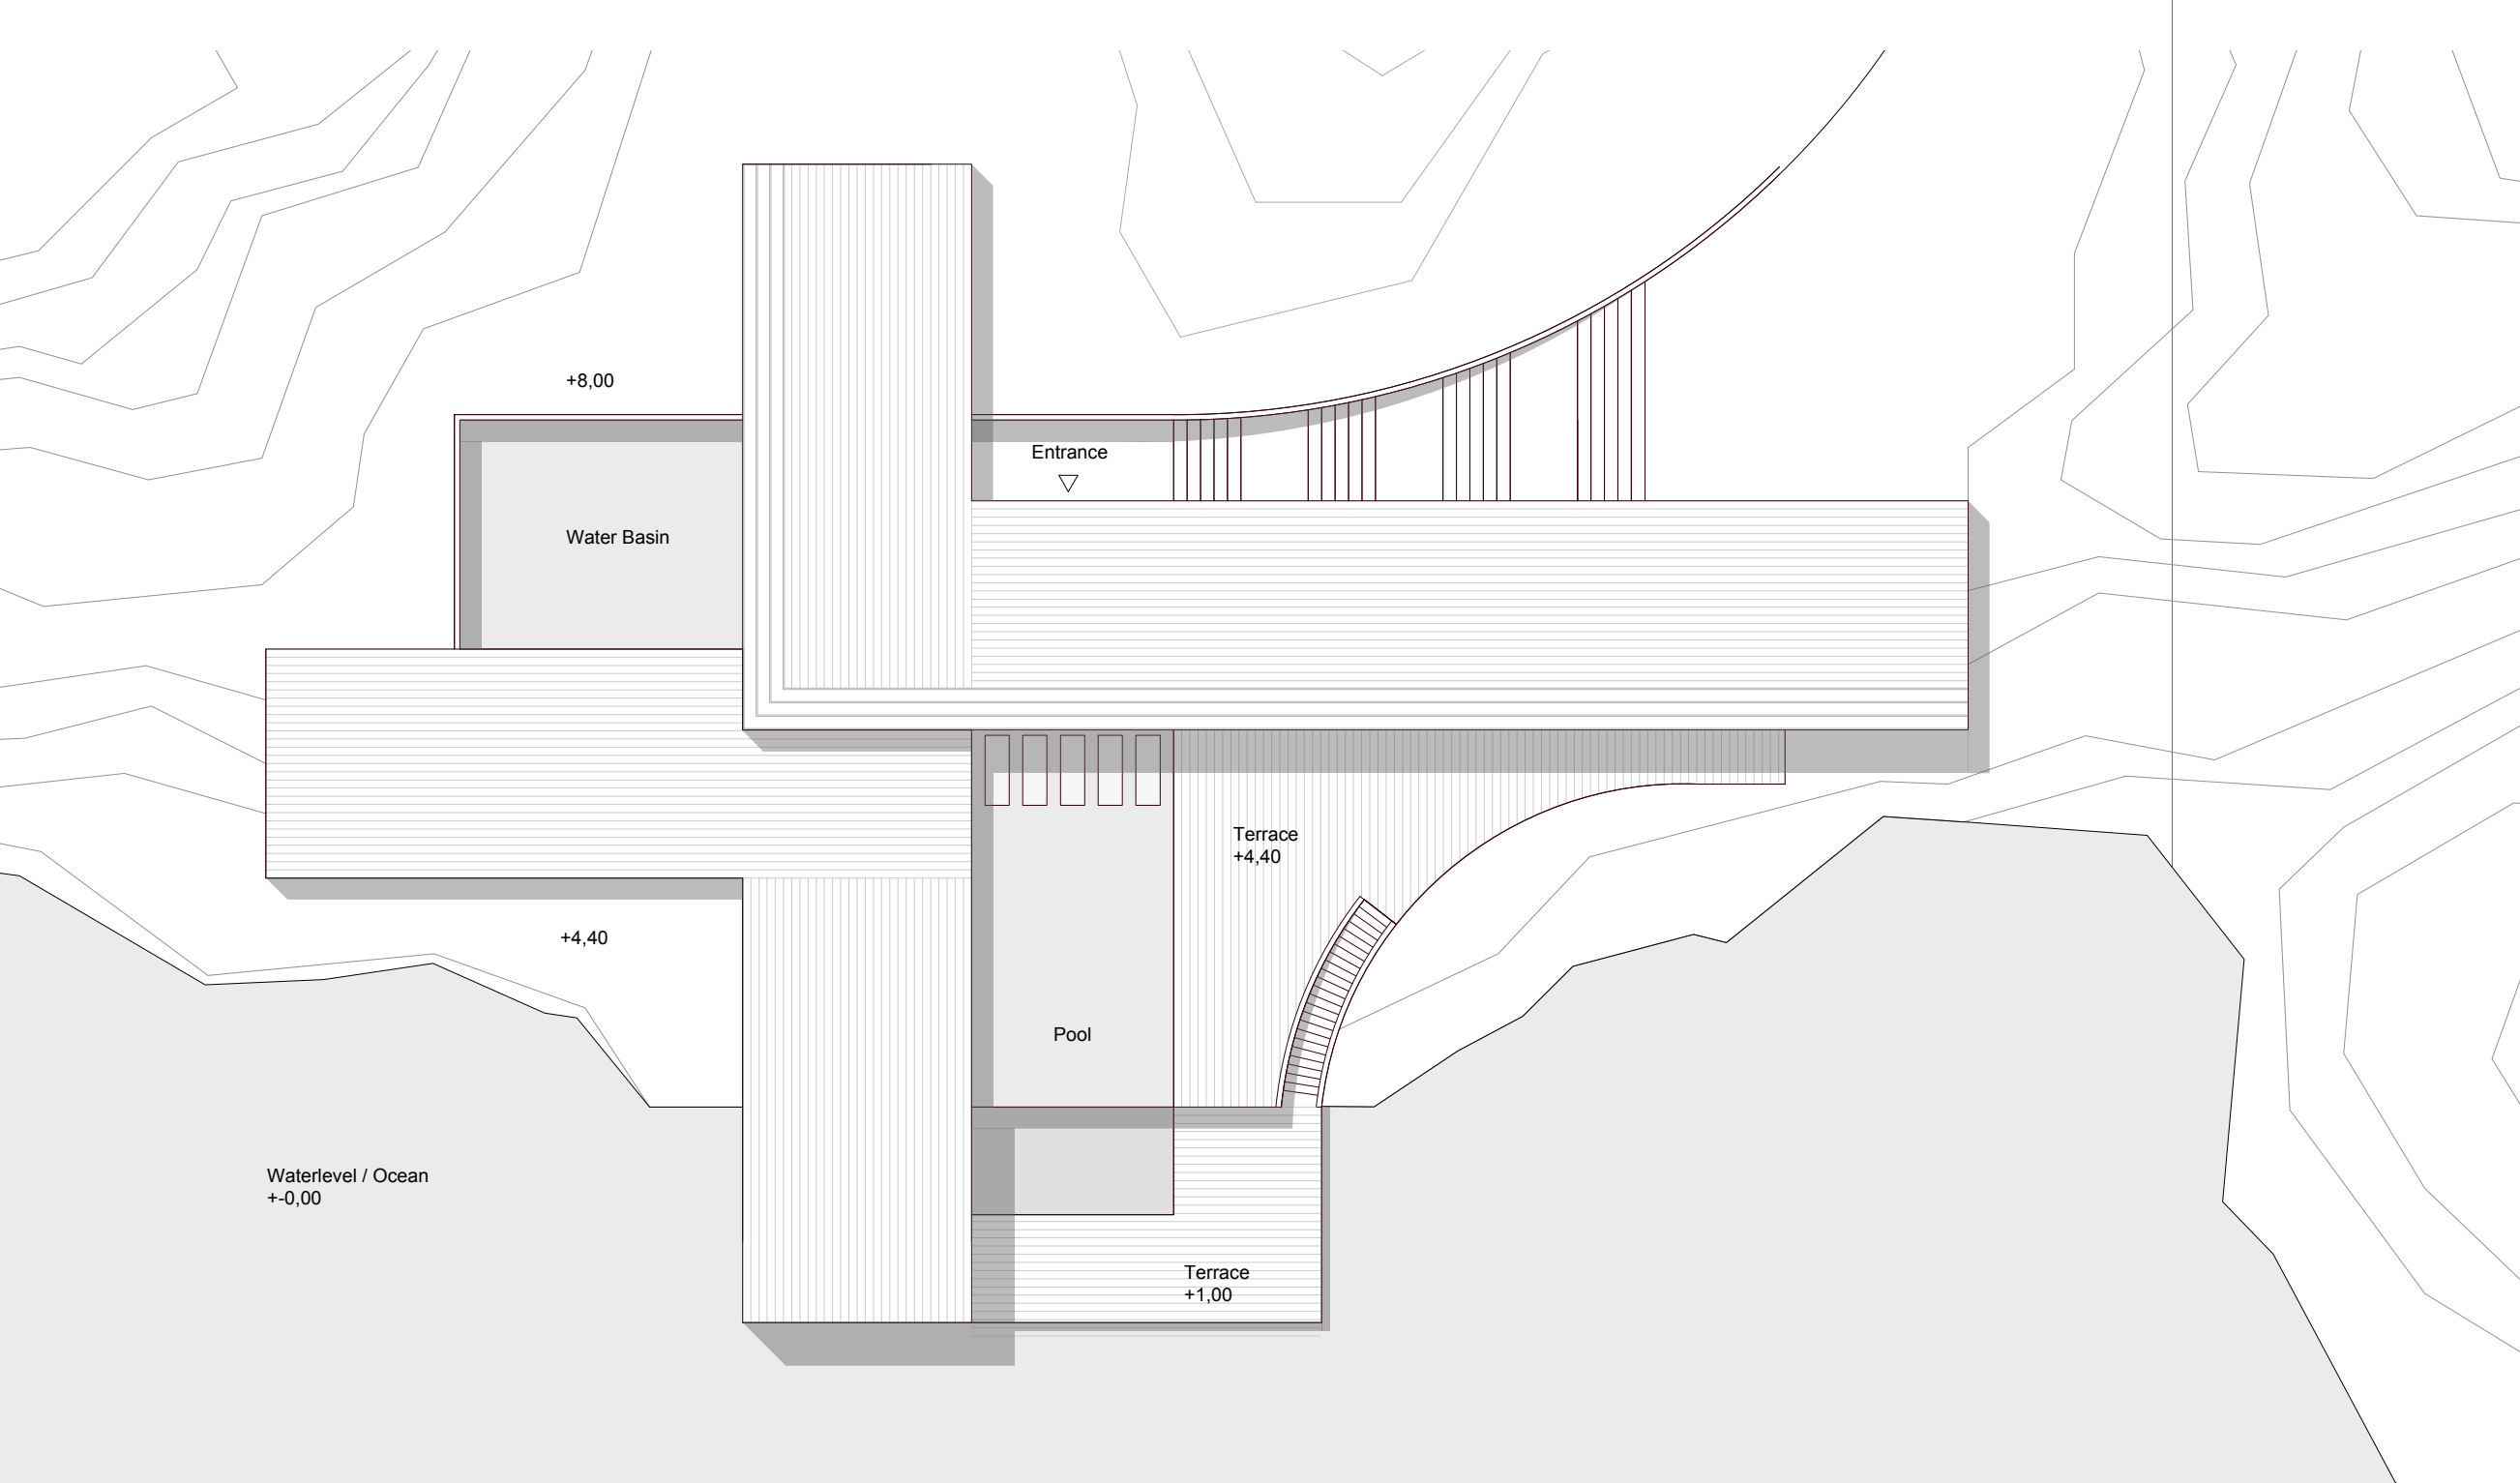 +8,00
Entrance
Water Basin
Terrace
+4,40
+4,40
Pool
Waterlevel / Ocean
+-0,00
Terrace
+1,00